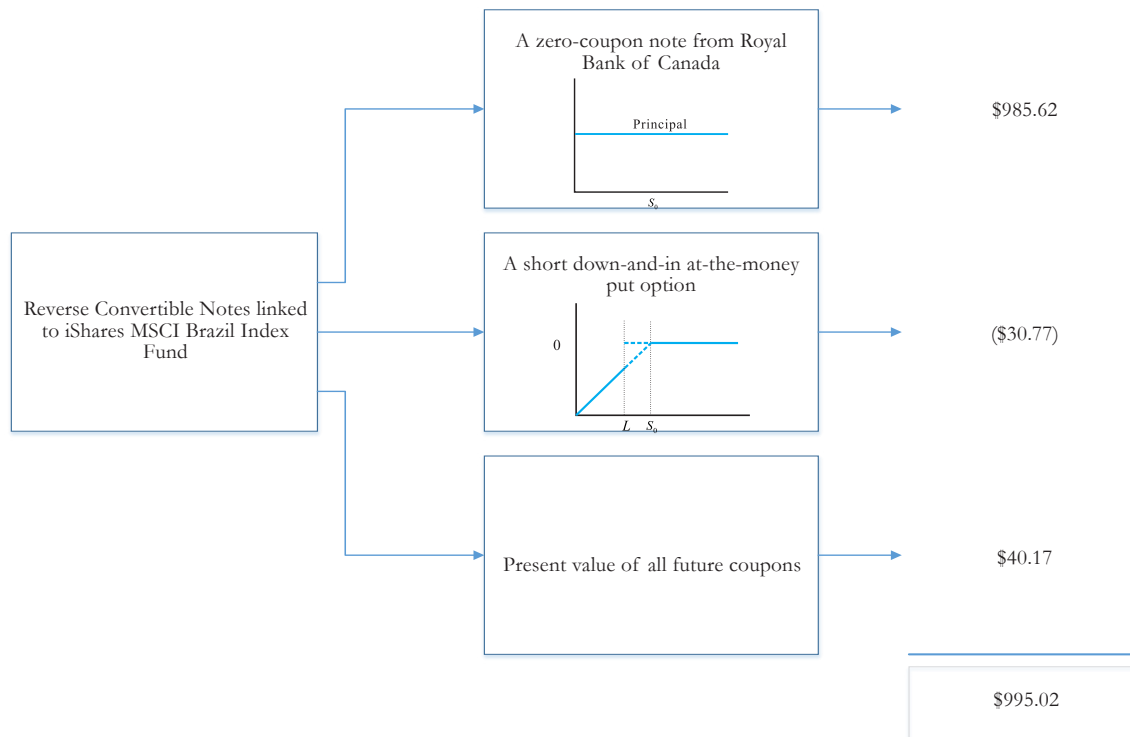 A zero-coupon note from Royal
Bank of Canada
Principal
S₀
$985.62
Reverse Convertible Notes linked
to iShares MSCI Brazil Index
Fund
A short down-and-in at-the-money
put option
0
L S₀
($30.77)
Present value of all future coupons
$40.17
$995.02